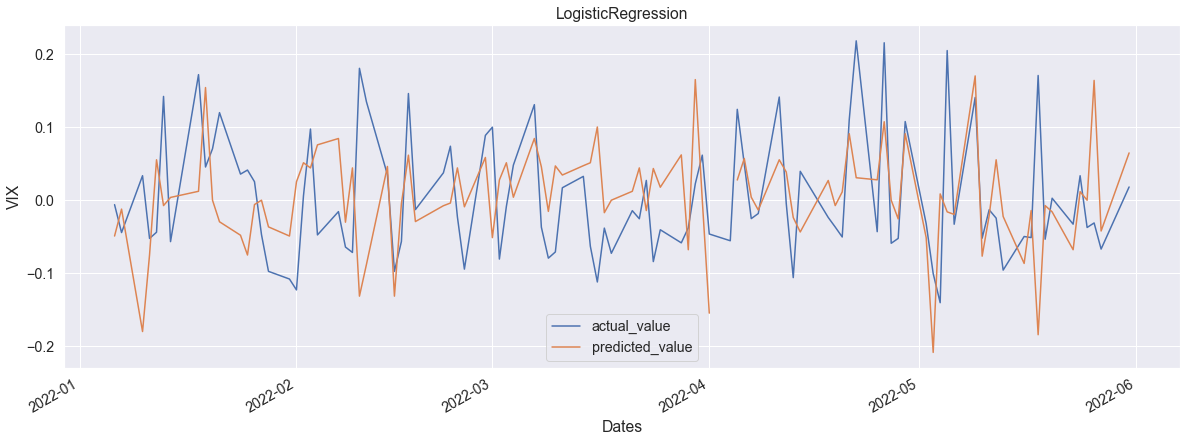 LogisticRegression
VIX
0.2
0.1
0.0
−0.1
−0.2
actual_value
predicted_value
2022-01
2022-02
2022-03
2022-04
2022-05
2022-06
Dates